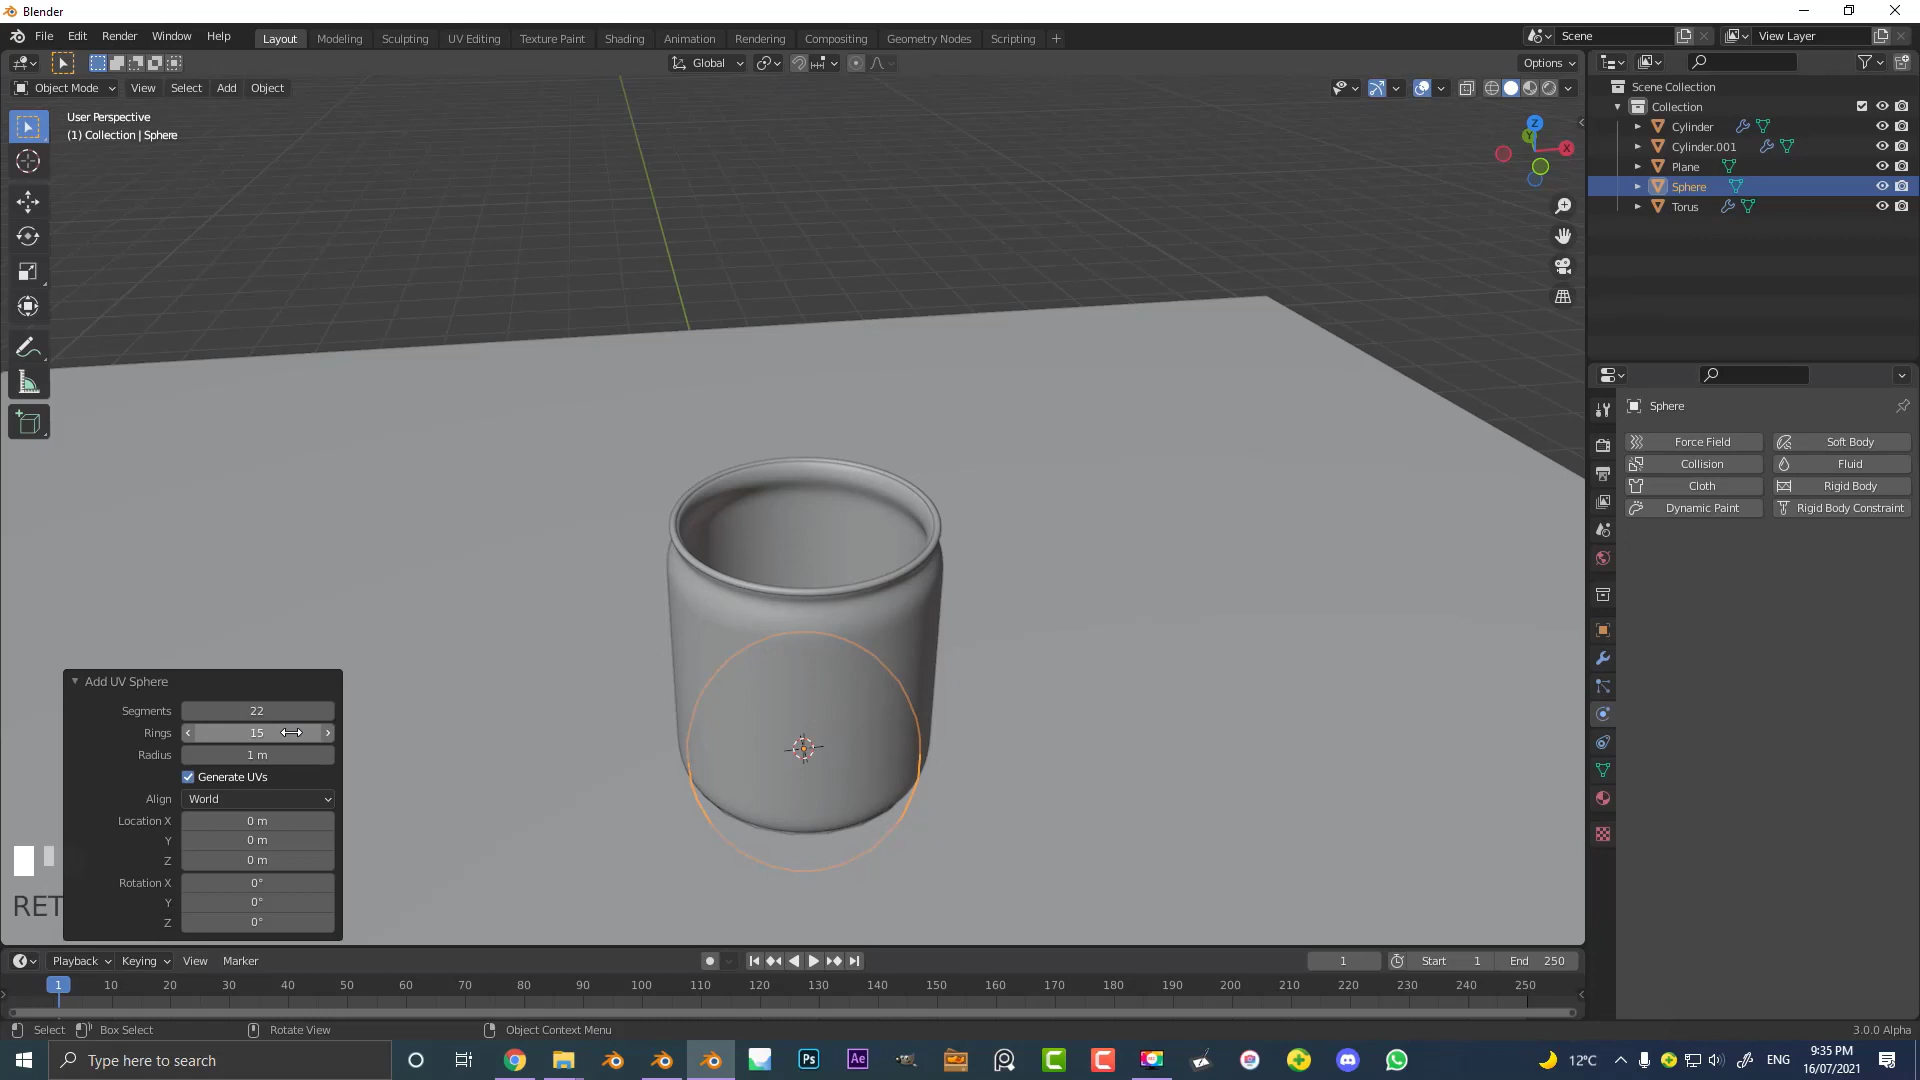 Blender
File Edit Render Window Help
Layout Modeling Sculpting UV Editing Texture Paint Shading Animation Rendering Compositing Geometry Nodes Scripting +
Scene View Layer
Global Options
Object Mode View Select Add Object
User Perspective
(1) Collection | Sphere
Z
Y
X
Scene Collection
Collection
Cylinder
Cylinder.001
Plane
Sphere
Torus
Sphere
Force Field Soft Body
Collision Fluid
Cloth Rigid Body
Dynamic Paint Rigid Body Constraint
Add UV Sphere
Segments 22
Rings 15
Radius 1 m
Generate UVs
Align World
Location X 0 m
Y 0 m
Z 0 m
Rotation X 0°
Y 0°
Z 0°
RET
Playback Keying View Marker 1 Start 1 End 250
1 10 20 30 40 50 60 70 80 90 100 110 120 130 140 150 160 170 180 190 200 210 220 230 240 250
Select Box Select Rotate View Object Context Menu 3.0.0 Alpha
Type here to search Ps Ae 12°C ENG 9:35 PM
16/07/2021